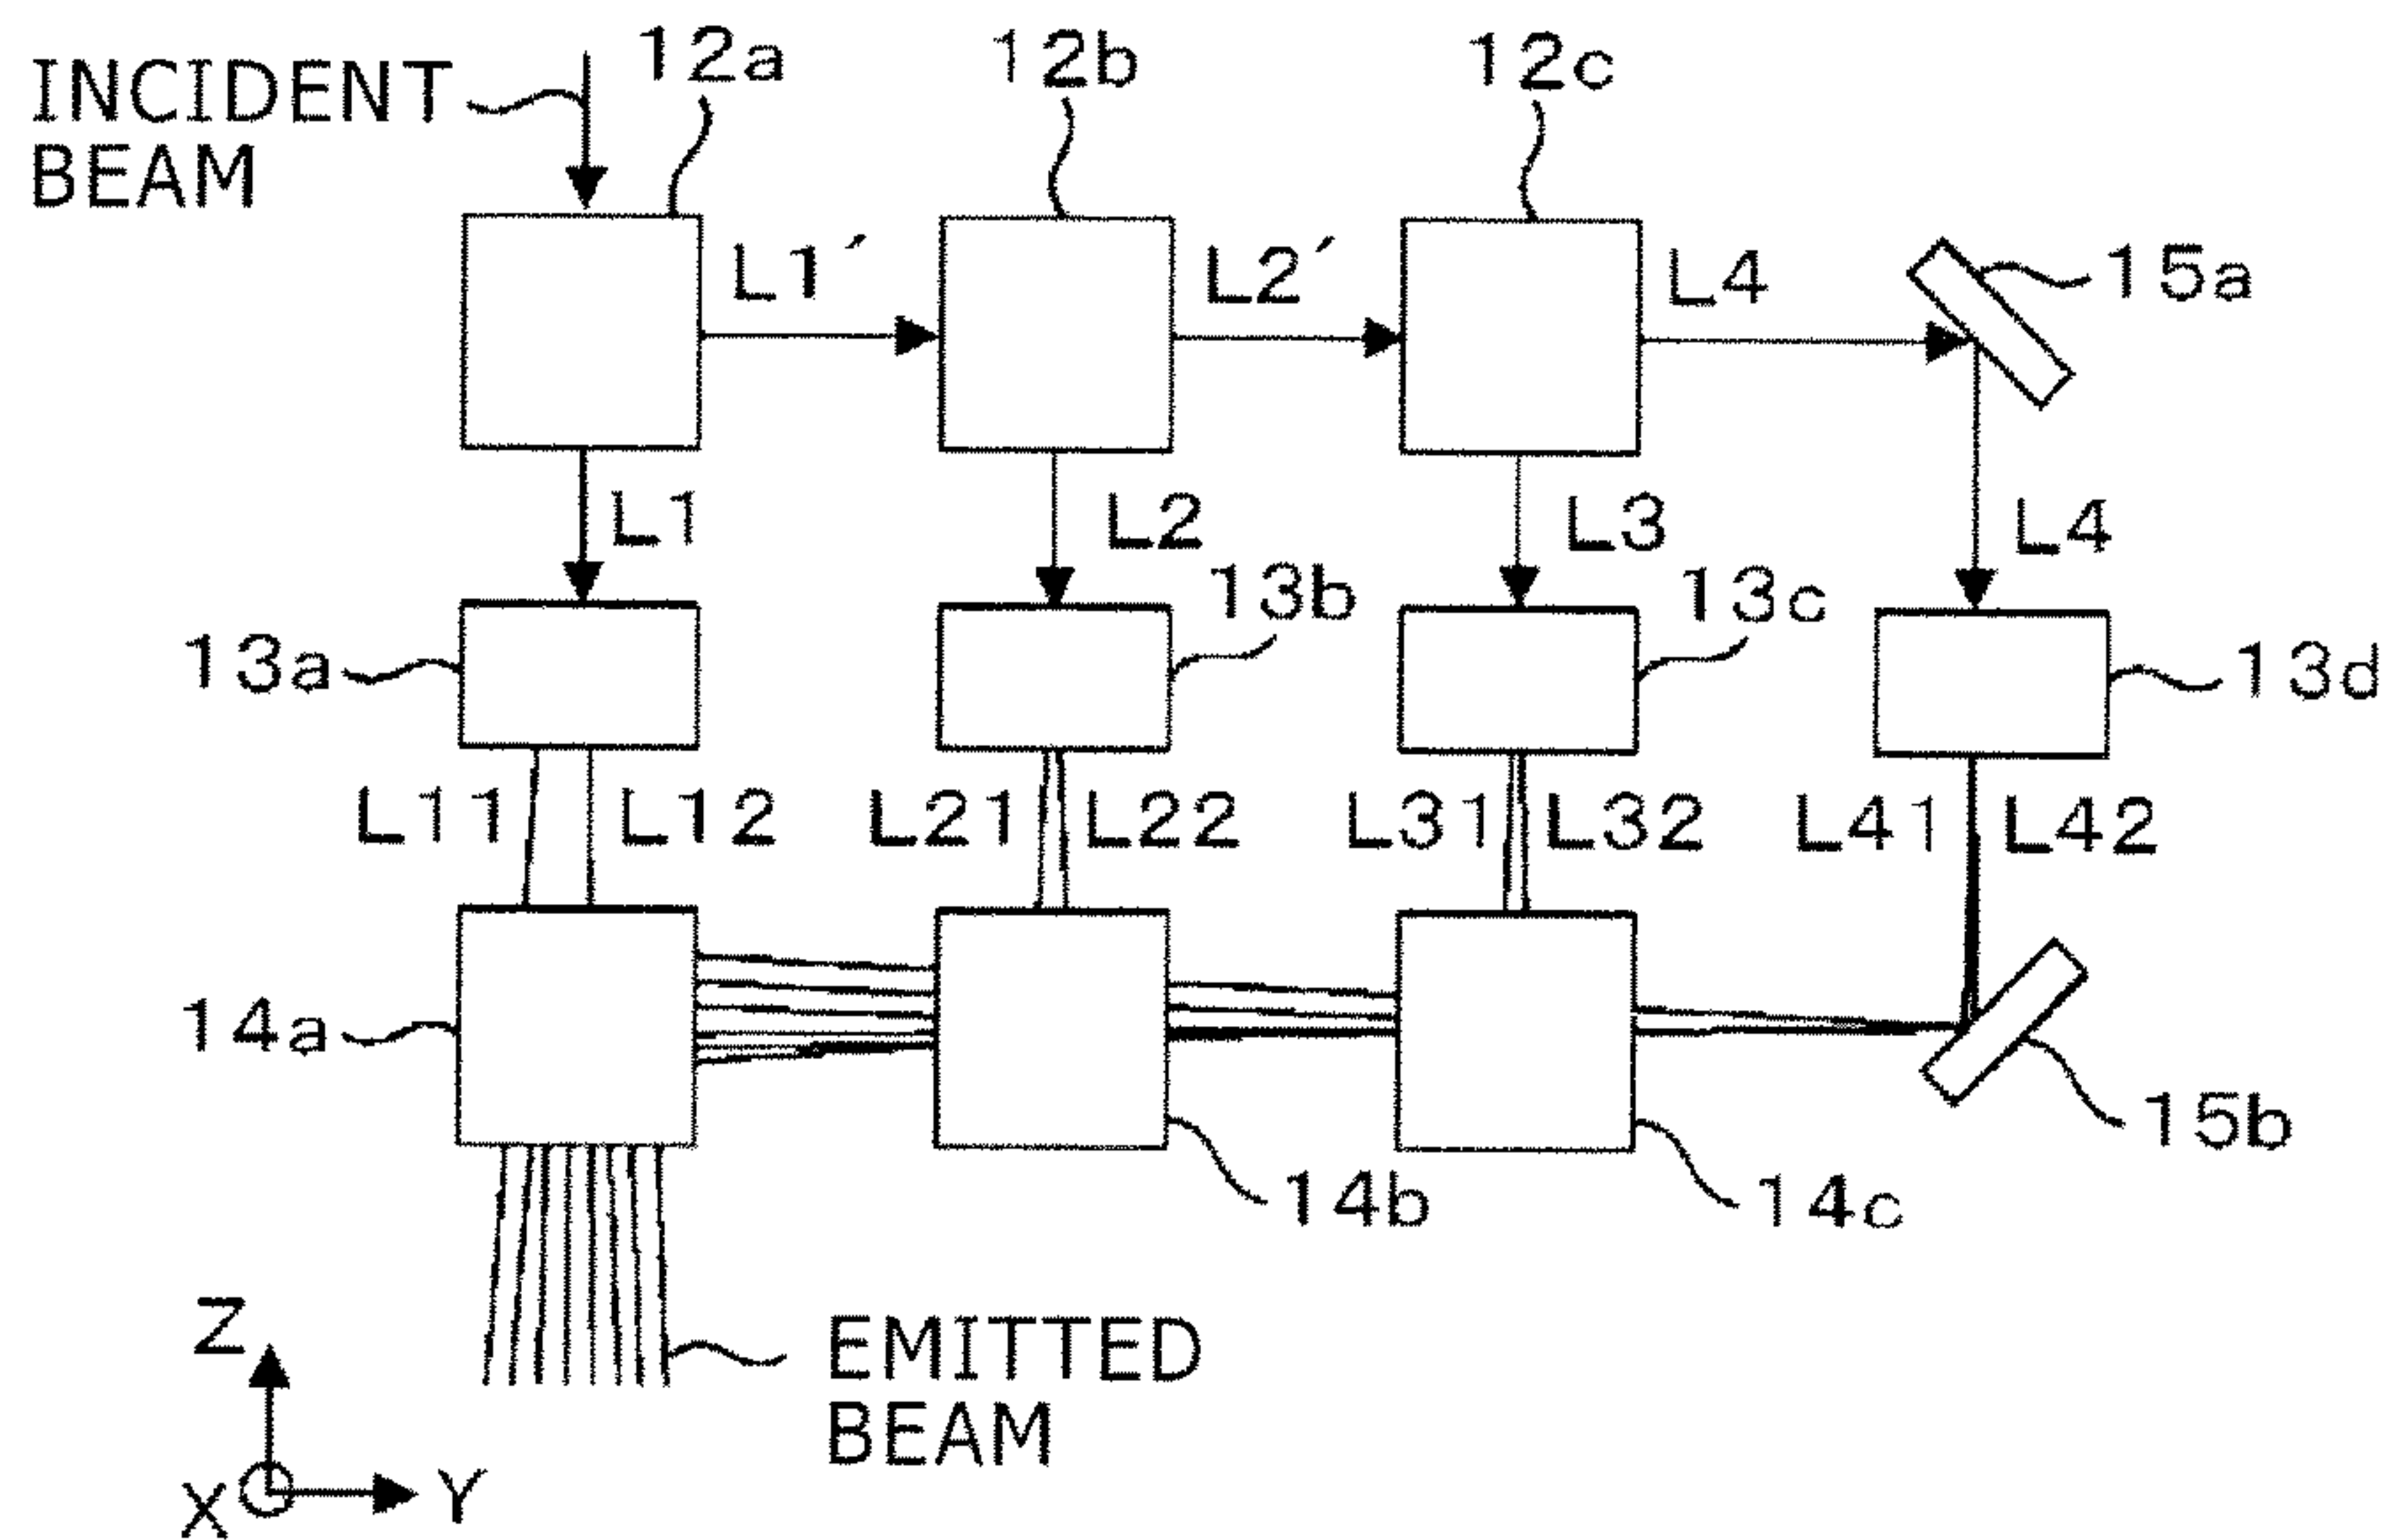 INCIDENT
BEAM
12a
12b
12c
L1´
L2´
L4
15a
L1
L2
L3
L4
13a
13b
13c
13d
L11
L12
L21
L22
L31
L32
L41
L42
14a
14b
14c
15b
EMITTED
BEAM
Z
X
Y